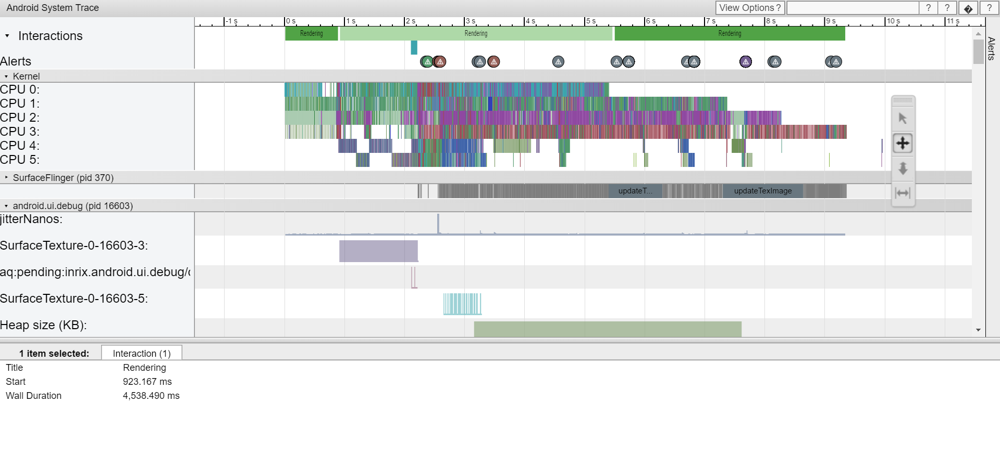 Android System Trace
View Options ?
? ? � ?
-1 s 0 s 1 s 2 s 3 s 4 s 5 s 6 s 7 s 8 s 9 s 10 s 11 s
Interactions
Rendering Rendering Rendering
Alerts
Alerts
Kernel
CPU 0:
CPU 1:
CPU 2:
CPU 3:
CPU 4:
CPU 5:
SurfaceFlinger (pid 370)
updateT... updateTexImage
android.ui.debug (pid 16603)
jitterNanos:
SurfaceTexture-0-16603-3:
aq:pending:inrix.android.ui.debug/
SurfaceTexture-0-16603-5:
Heap size (KB):
1 item selected: Interaction (1)
Title Rendering
Start 923.167 ms
Wall Duration 4,538.490 ms